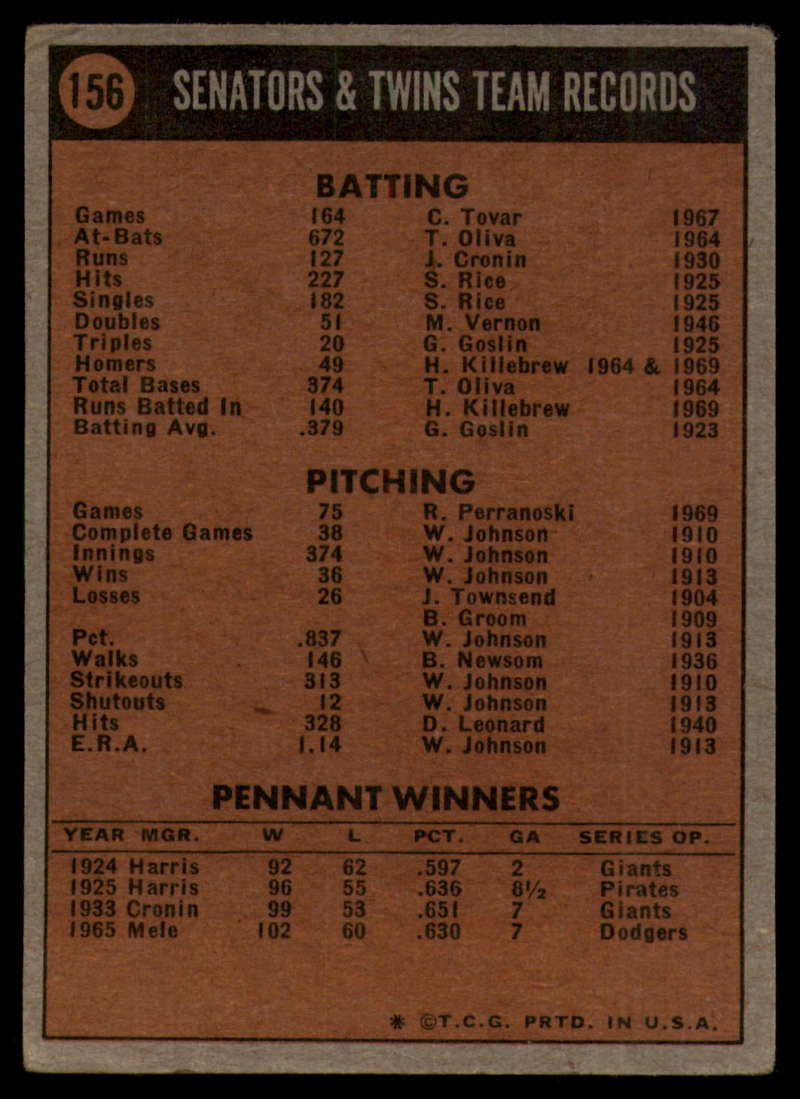 156 SENATORS & TWINS TEAM RECORDS
BATTING
Games 164 C. Tovar 1967
At-Bats 672 T. Oliva 1964
Runs 127 J. Cronin 1930
Hits 227 S. Rice 1925
Singles 182 S. Rice 1925
Doubles 51 M. Vernon 1946
Triples 20 G. Goslin 1925
Homers 49 H. Killebrew 1964 & 1969
Total Bases 374 T. Oliva 1964
Runs Batted In 140 H. Killebrew 1969
Batting Avg. .379 G. Goslin 1923
PITCHING
Games 75 R. Perranoski 1969
Complete Games 38 W. Johnson 1910
Innings 374 W. Johnson 1910
Wins 36 W. Johnson 1913
Losses 26 J. Townsend 1904
B. Groom 1909
Pct. .837 W. Johnson 1913
Walks 146 B. Newsom 1936
Strikeouts 313 W. Johnson 1910
Shutouts 12 W. Johnson 1913
Hits 328 D. Leonard 1940
E.R.A. 1.14 W. Johnson 1913
PENNANT WINNERS
YEAR MGR. W L PCT. GA SERIES OP.
1924 Harris 92 62 .597 2 Giants
1925 Harris 96 55 .636 8½ Pirates
1933 Cronin 99 53 .651 7 Giants
1965 Mele 102 60 .630 7 Dodgers
* ©T.C.G. PRTD. IN U.S.A.